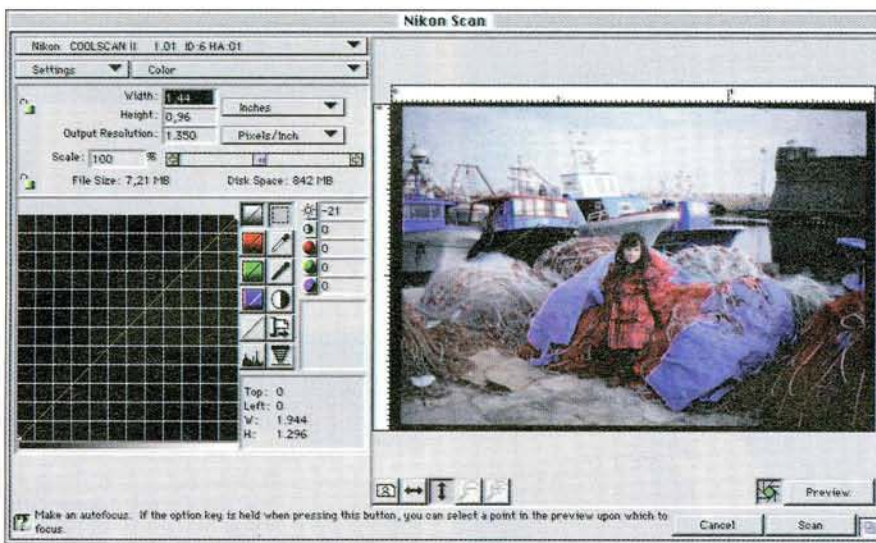 Nikon Scan
Nikon COOLSCAN II 1.01 ID:6 HA:01
Settings Color
Width: 1,44 Inches
Height: 0,96
Output Resolution: 1.350 Pixels/Inch
Scale: 100 %
File Size: 7,21 MB Disk Space: 842 MB
-21
0
0
0
0
Top: 0
Left: 0
W: 1.944
H: 1.296
Preview
Make an autofocus. If the option key is held when pressing this button, you can select a point in the preview upon which to
focus.
Cancel Scan